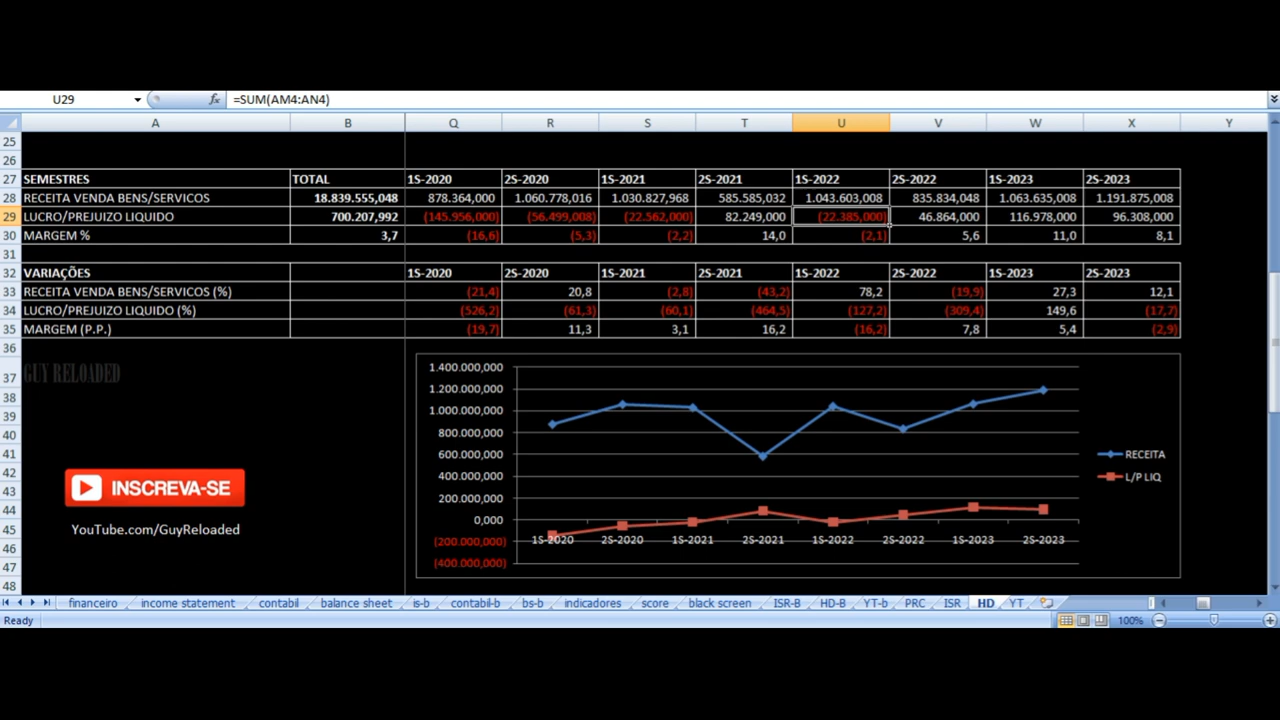 U29 fx =SUM(AM4:AN4)
A B Q R S T U V W X Y
25
26
27 SEMESTRES TOTAL 1S-2020 2S-2020 1S-2021 2S-2021 1S-2022 2S-2022 1S-2023 2S-2023
28 RECEITA VENDA BENS/SERVICOS 18.839.555,048 878.364,000 1.060.778,016 1.030.827,968 585.585,032 1.043.603,008 835.834,048 1.063.635,008 1.191.875,008
29 LUCRO/PREJUIZO LIQUIDO 700.207,992 (145.956,000) (56.499,008) (22.562,000) 82.249,000 (22.385,000) 46.864,000 116.978,000 96.308,000
30 MARGEM % 3,7 (16,6) (5,3) (2,2) 14,0 (2,1) 5,6 11,0 8,1
31
32 VARIAÇÕES 1S-2020 2S-2020 1S-2021 2S-2021 1S-2022 2S-2022 1S-2023 2S-2023
33 RECEITA VENDA BENS/SERVICOS (%) (21,4) 20,8 (2,8) (43,2) 78,2 (19,9) 27,3 12,1
34 LUCRO/PREJUIZO LIQUIDO (%) (526,2) (61,3) (60,1) (464,5) (127,2) (309,4) 149,6 (17,7)
35 MARGEM (P.P.) (19,7) 11,3 3,1 16,2 (16,2) 7,8 5,4 (2,9)
36
37 GUY RELOADED
38
39
40
41
42
43
44
45
46
47
48
INSCREVA-SE
YouTube.com/GuyReloaded
1.400.000,000
1.200.000,000
1.000.000,000
800.000,000
600.000,000
400.000,000
200.000,000
0,000
(200.000,000)
(400.000,000)
1S-2020 2S-2020 1S-2021 2S-2021 1S-2022 2S-2022 1S-2023 2S-2023
RECEITA
L/P LIQ
financeiro income statement contabil balance sheet is-b contabil-b bs-b indicadores score black screen ISR-B HD-B YT-b PRC ISR HD YT
Ready 100%